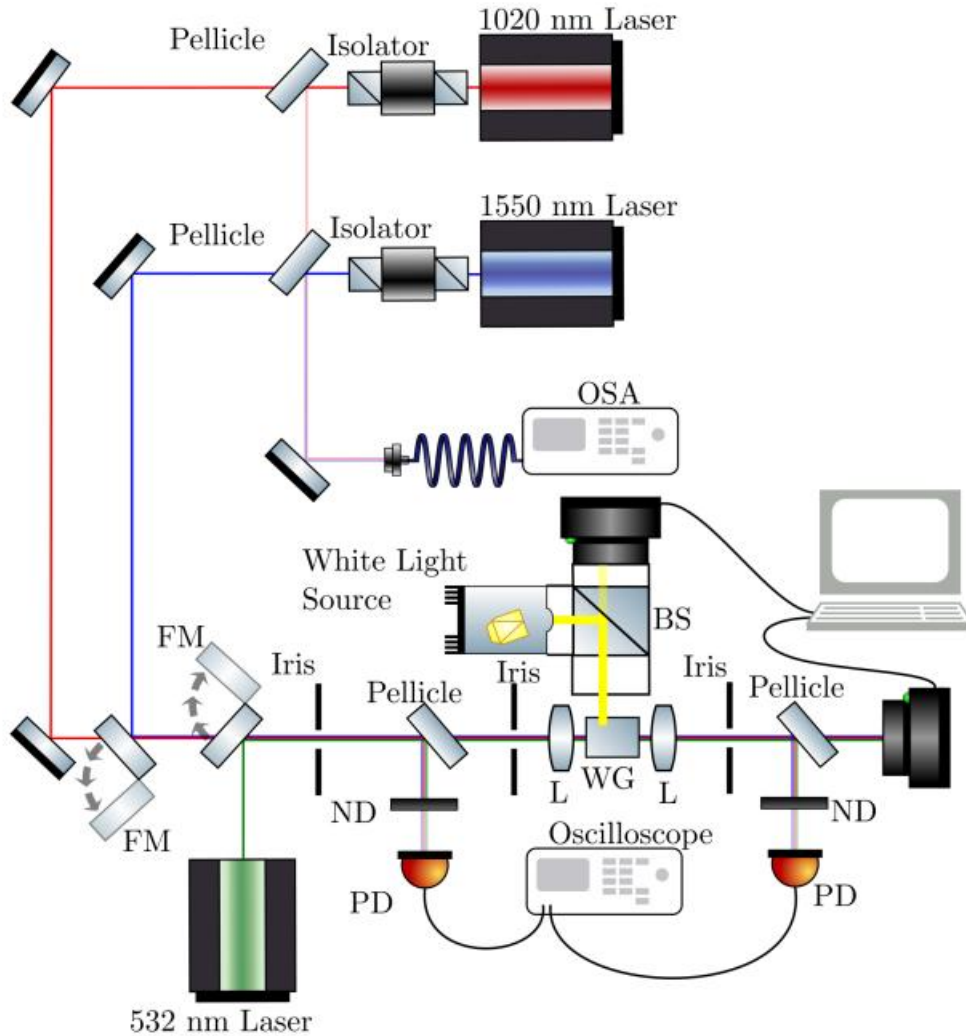 1020 nm Laser
Pellicle
Isolator
1550 nm Laser
Pellicle
Isolator
OSA
White Light
Source
BS
FM
Iris
Pellicle
Iris
Iris
Pellicle
L
WG
L
FM
ND
Oscilloscope
ND
PD
PD
532 nm Laser